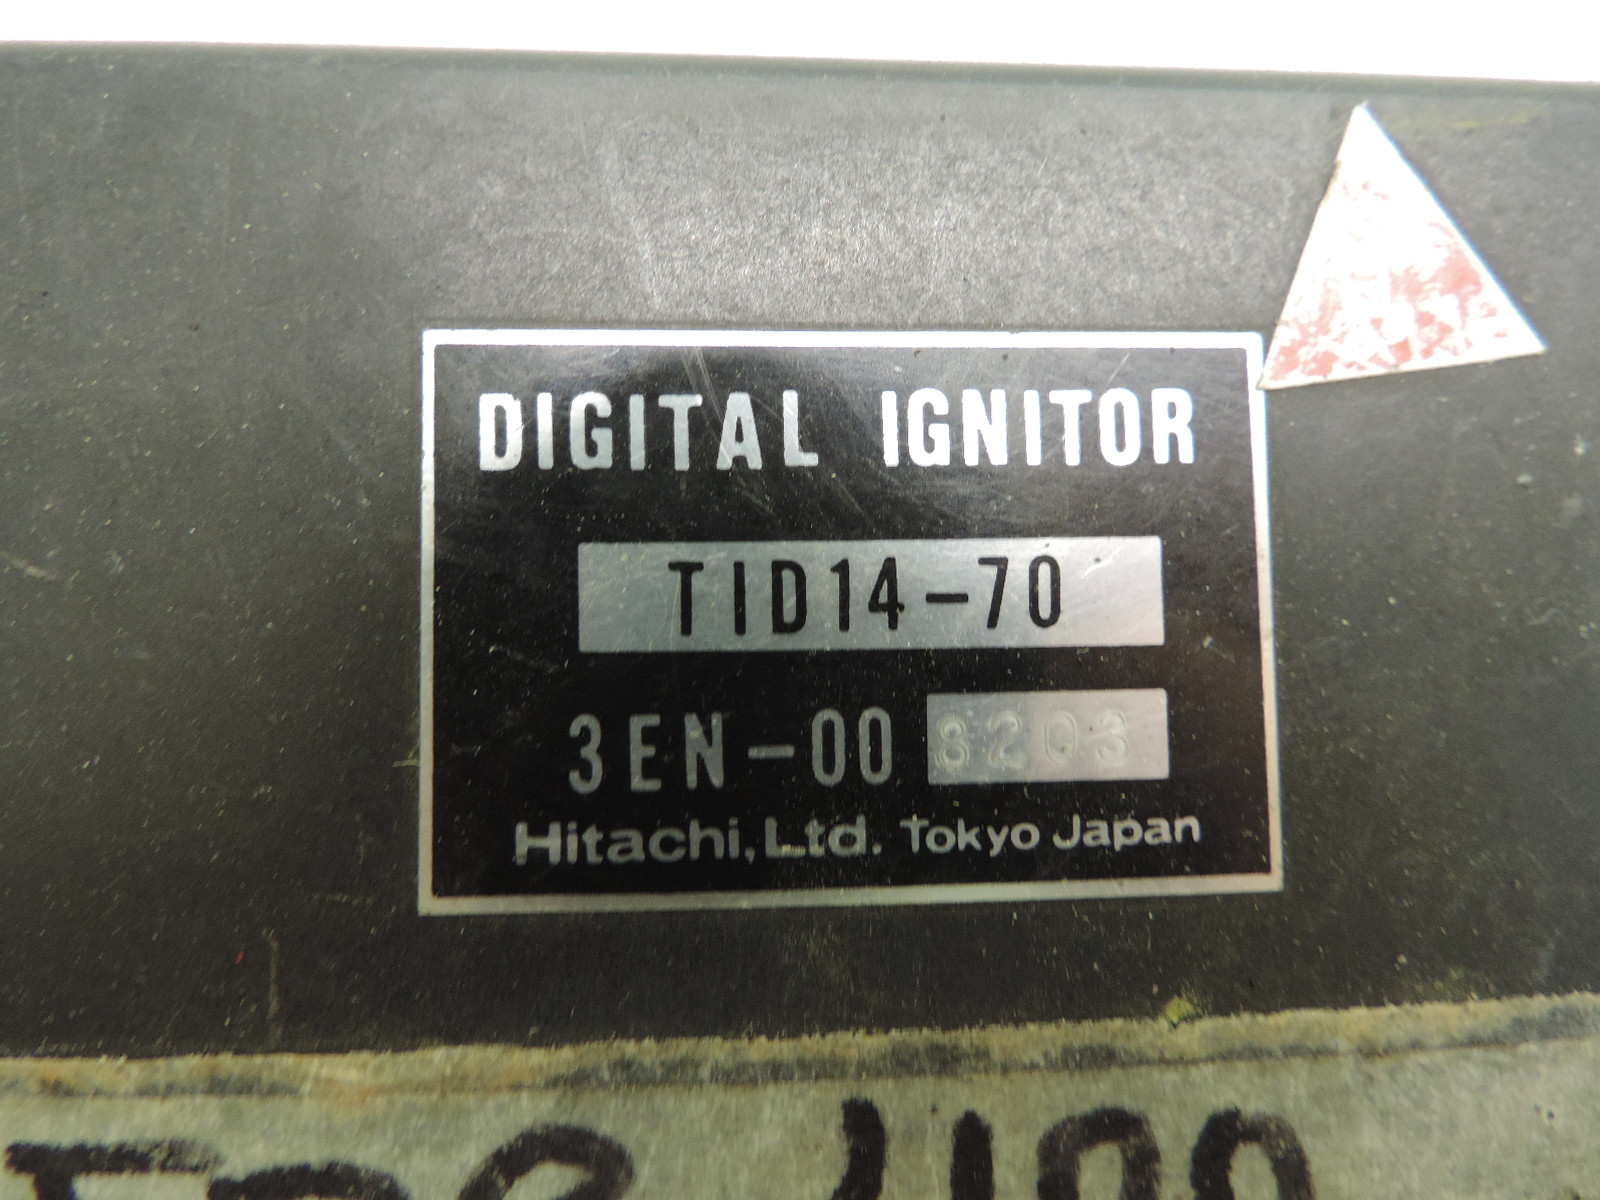 DIGITAL IGNITOR
TID14-70
3EN-00 8203
Hitachi, Ltd. Tokyo Japan